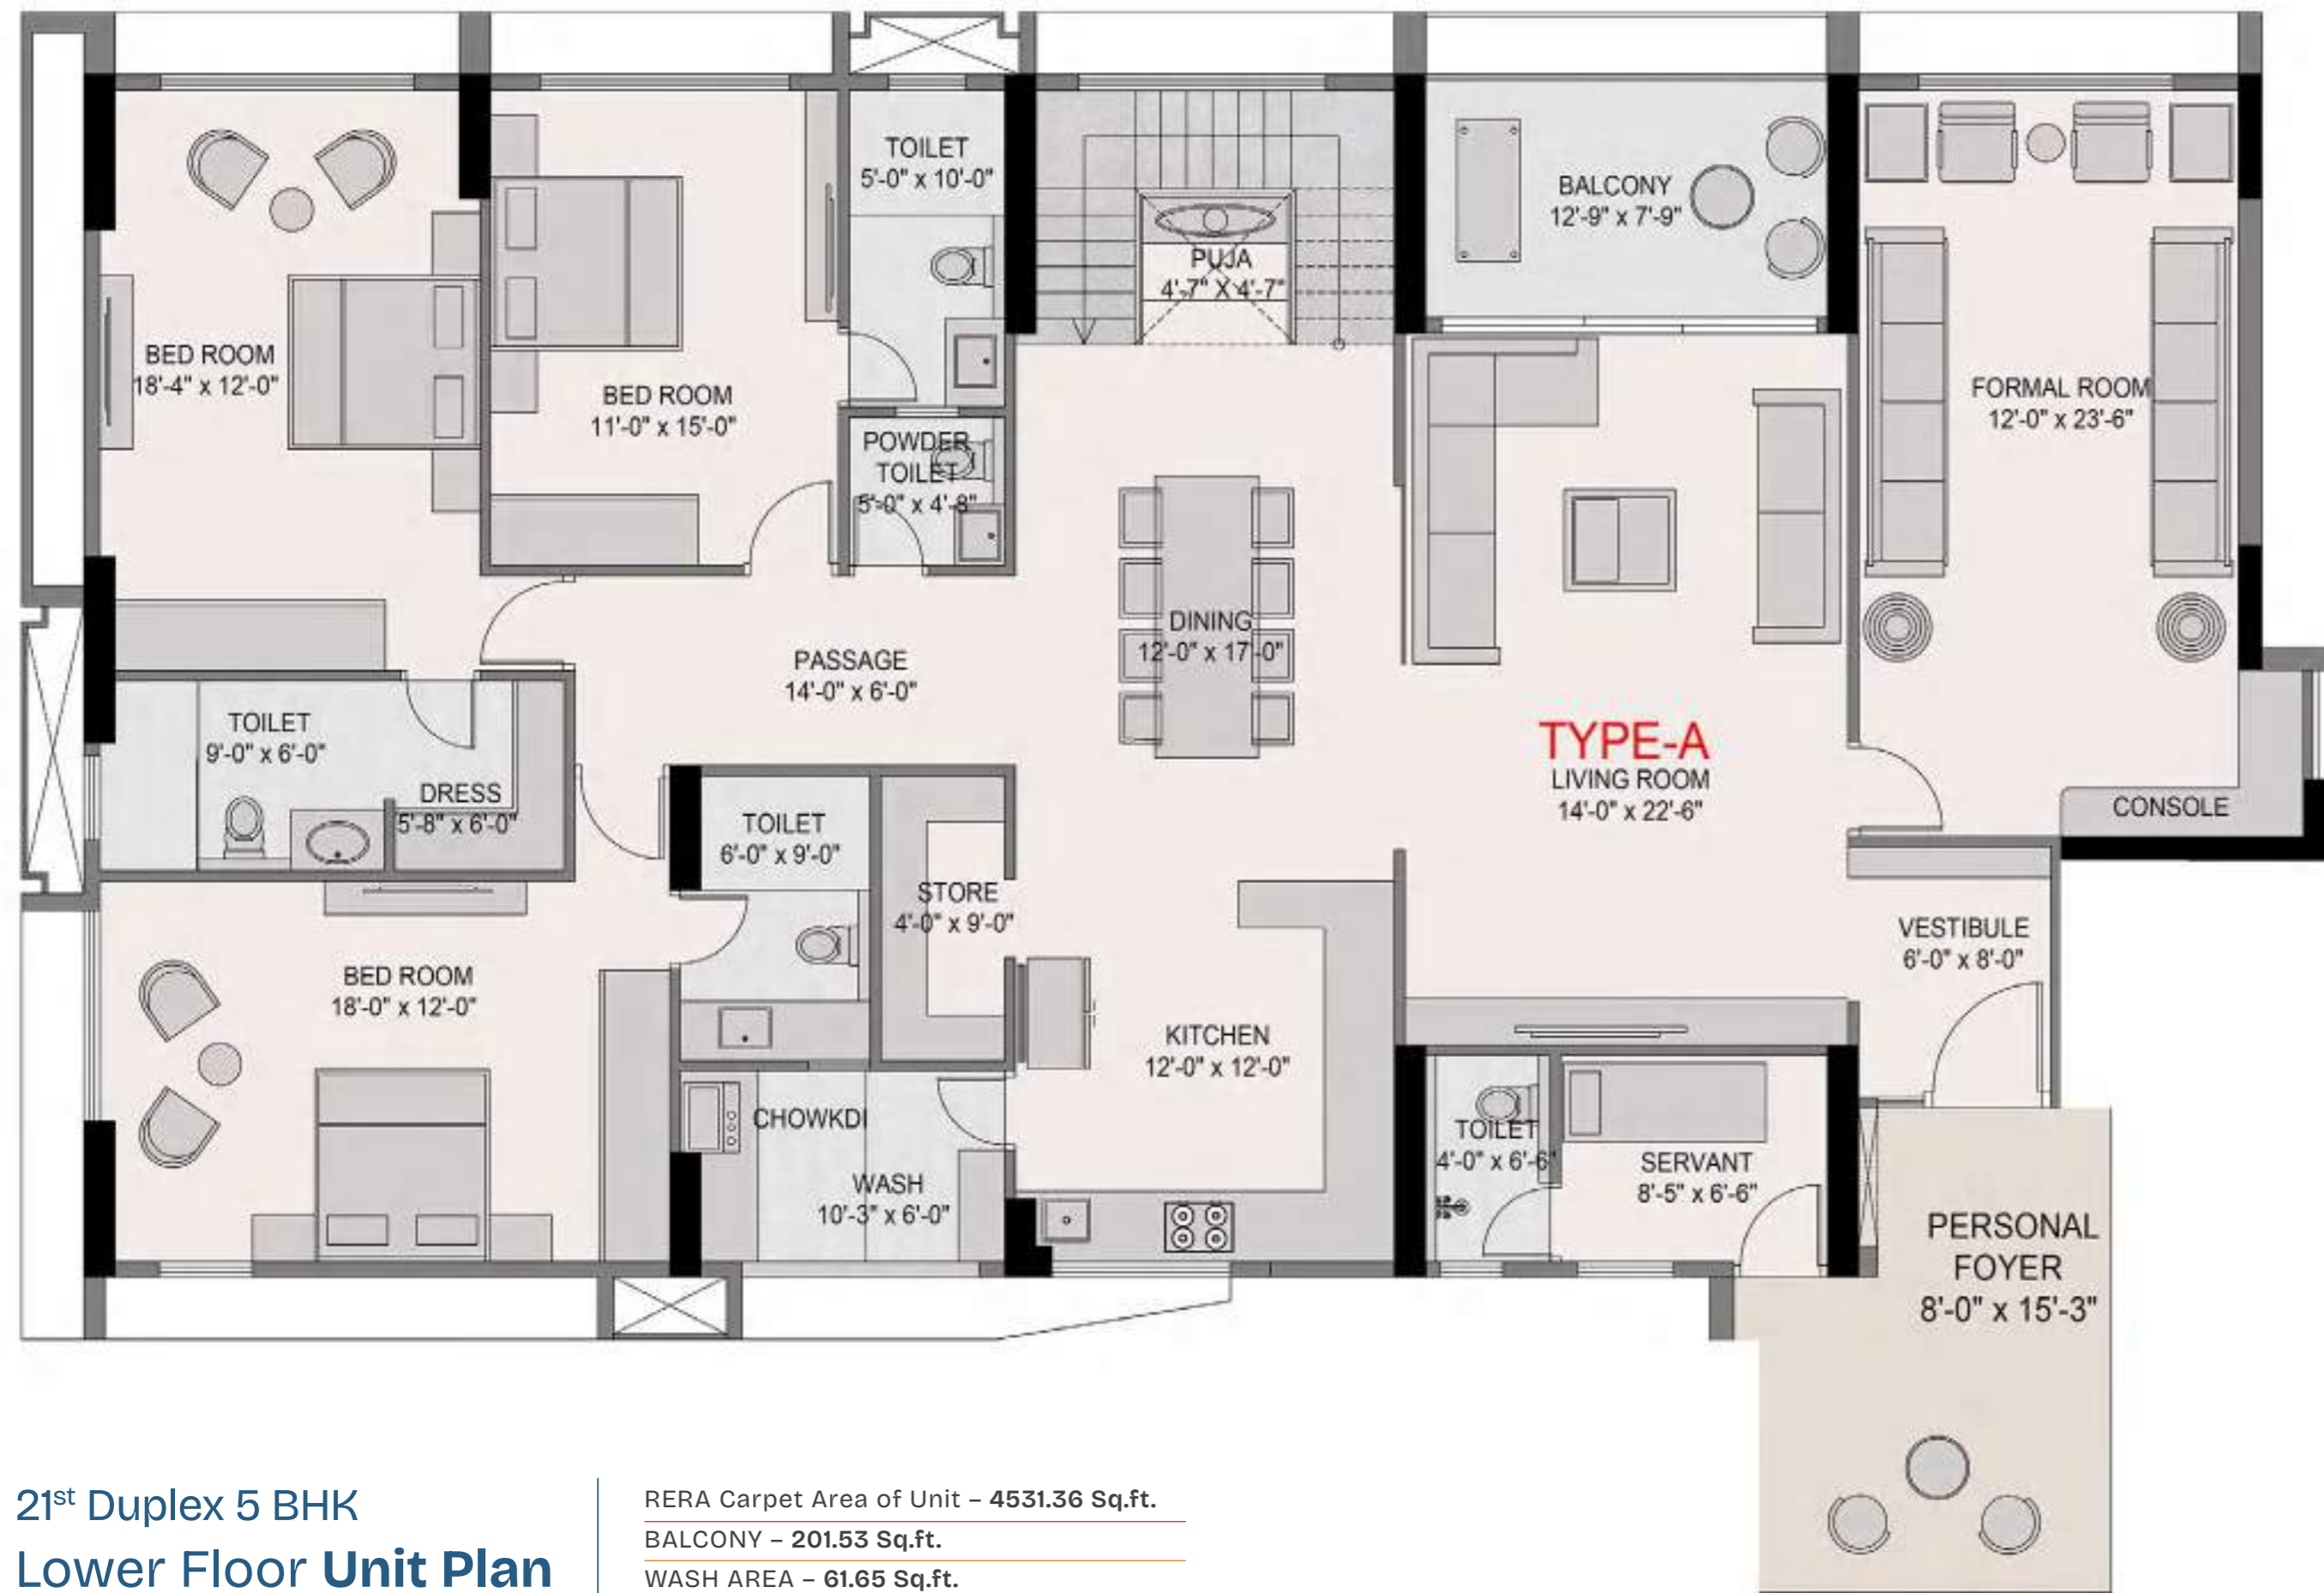 TOILET
5'-0" x 10'-0"
BALCONY
12'-9" x 7'-9"
PUJA
4'-7" X 4'-7"
BED ROOM
18'-4" x 12'-0"
BED ROOM
11'-0" x 15'-0"
FORMAL ROOM
12'-0" x 23'-6"
POWDER
TOILET
5'-0" x 4'-8"
DINING
12'-0" x 17'-0"
PASSAGE
14'-0" x 6'-0"
TOILET
9'-0" x 6'-0"
DRESS
5'-8" x 6'-0"
TYPE-A
LIVING ROOM
14'-0" x 22'-6"
CONSOLE
TOILET
6'-0" x 9'-0"
STORE
4'-0" x 9'-0"
VESTIBULE
6'-0" x 8'-0"
BED ROOM
18'-0" x 12'-0"
KITCHEN
12'-0" x 12'-0"
CHOWKDI
TOILET
4'-0" x 6'-6"
SERVANT
8'-5" x 6'-6"
WASH
10'-3" x 6'-0"
PERSONAL
FOYER
8'-0" x 15'-3"
21st Duplex 5 BHK
Lower Floor Unit Plan
RERA Carpet Area of Unit – 4531.36 Sq.ft.
BALCONY – 201.53 Sq.ft.
WASH AREA – 61.65 Sq.ft.